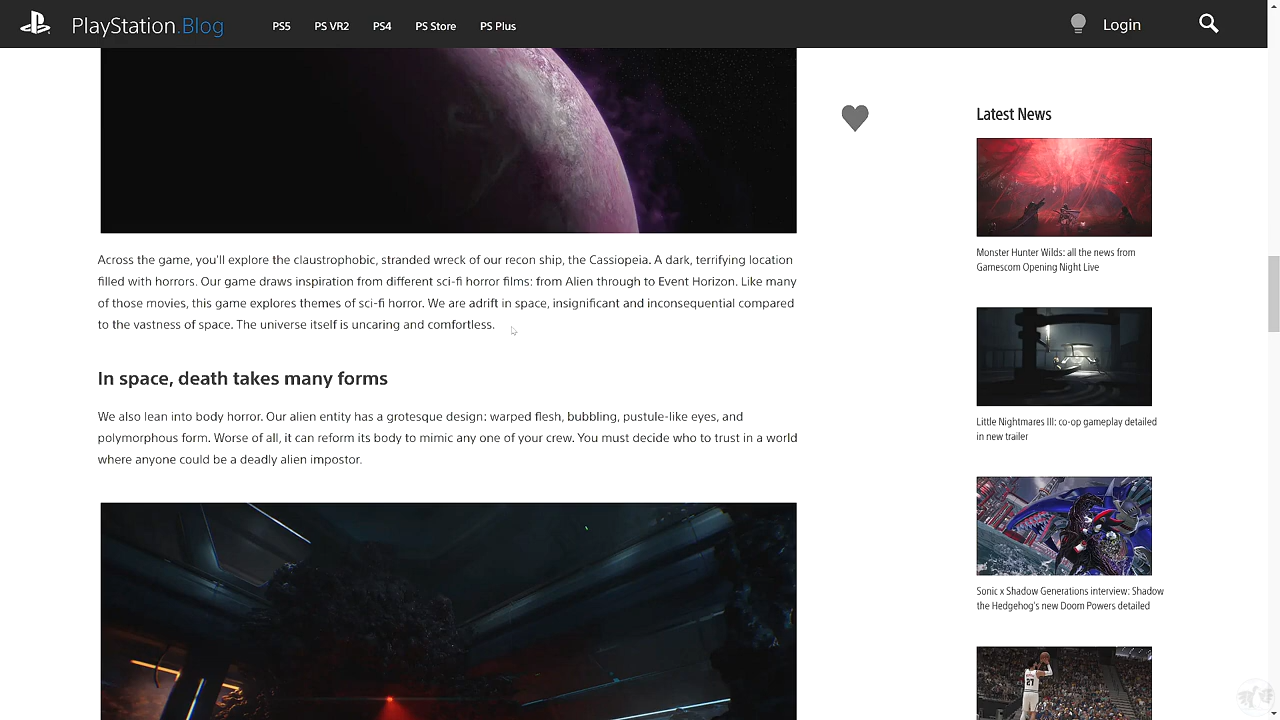 PlayStation.Blog
PS5
PS VR2
PS4
PS Store
PS Plus
Login
Across the game, you'll explore the claustrophobic, stranded wreck of our recon ship, the Cassiopeia. A dark, terrifying location
filled with horrors. Our game draws inspiration from different sci-fi horror films: from Alien through to Event Horizon. Like many
of those movies, this game explores themes of sci-fi horror. We are adrift in space, insignificant and inconsequential compared
to the vastness of space. The universe itself is uncaring and comfortless.
In space, death takes many forms
We also lean into body horror. Our alien entity has a grotesque design: warped flesh, bubbling, pustule-like eyes, and
polymorphous form. Worse of all, it can reform its body to mimic any one of your crew. You must decide who to trust in a world
where anyone could be a deadly alien impostor.
Latest News
Monster Hunter Wilds: all the news from
Gamescom Opening Night Live
Little Nightmares III: co-op gameplay detailed
in new trailer
Sonic x Shadow Generations interview: Shadow
the Hedgehog's new Doom Powers detailed
27